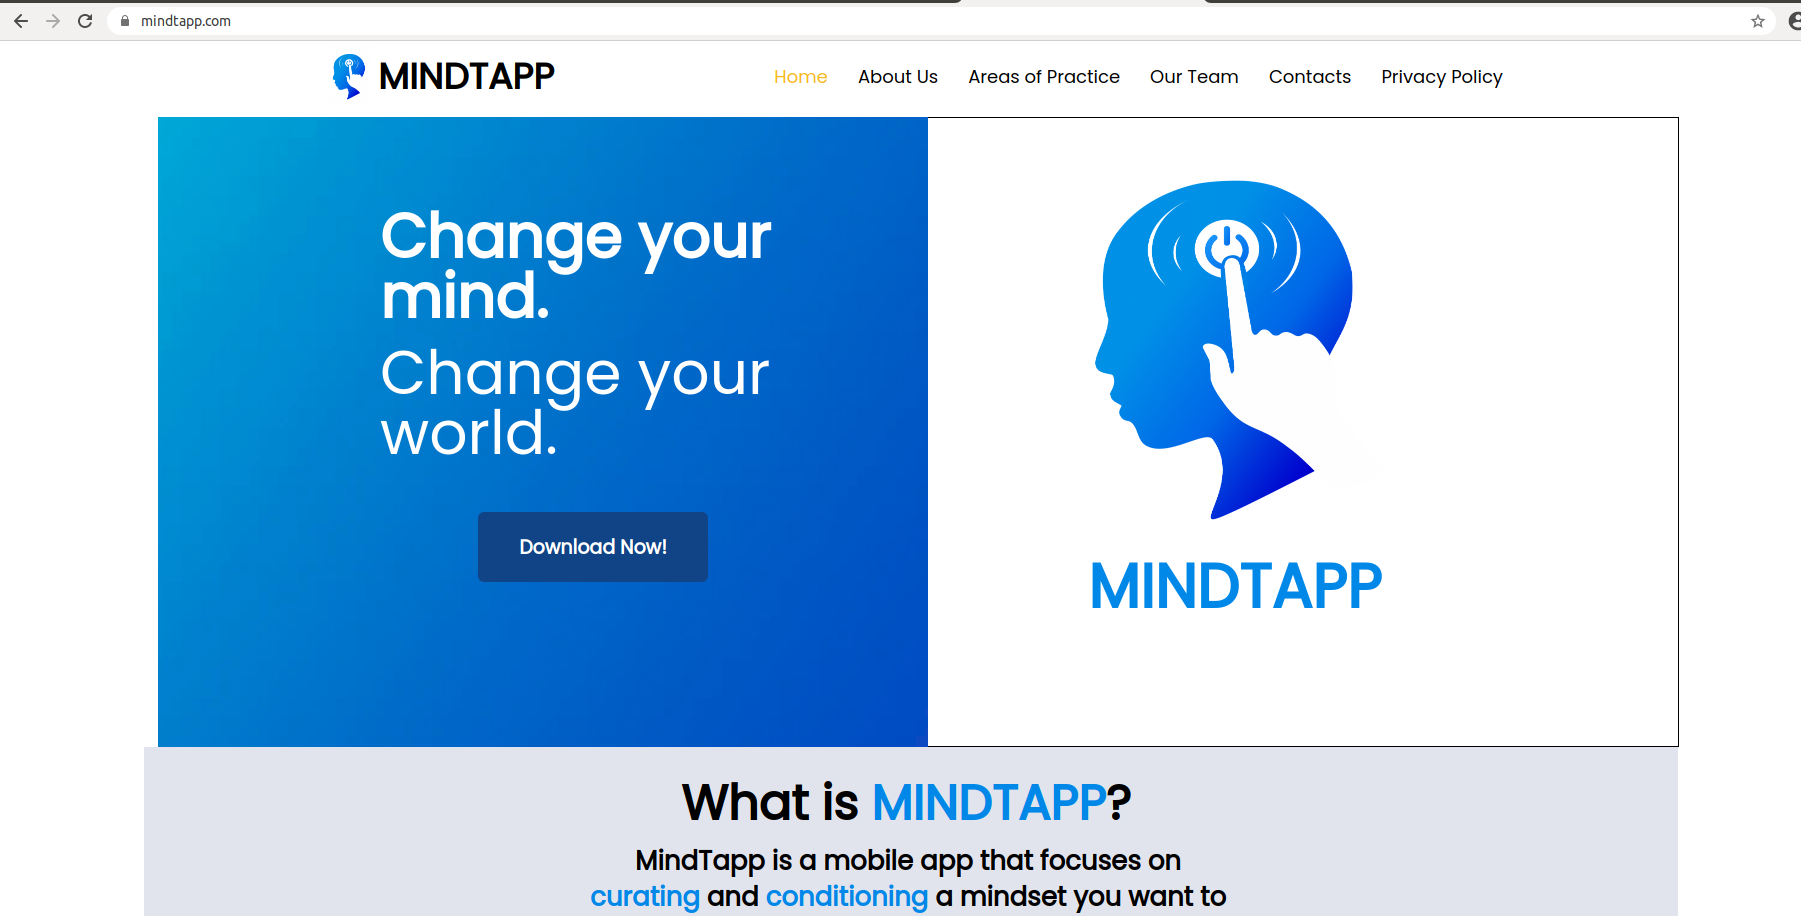 mindtapp.com
MINDTAPP
Home About Us Areas of Practice Our Team Contacts Privacy Policy
Change your
mind.
Change your
world.
Download Now!
MINDTAPP
What is MINDTAPP?
MindTapp is a mobile app that focuses on
curating and conditioning a mindset you want to